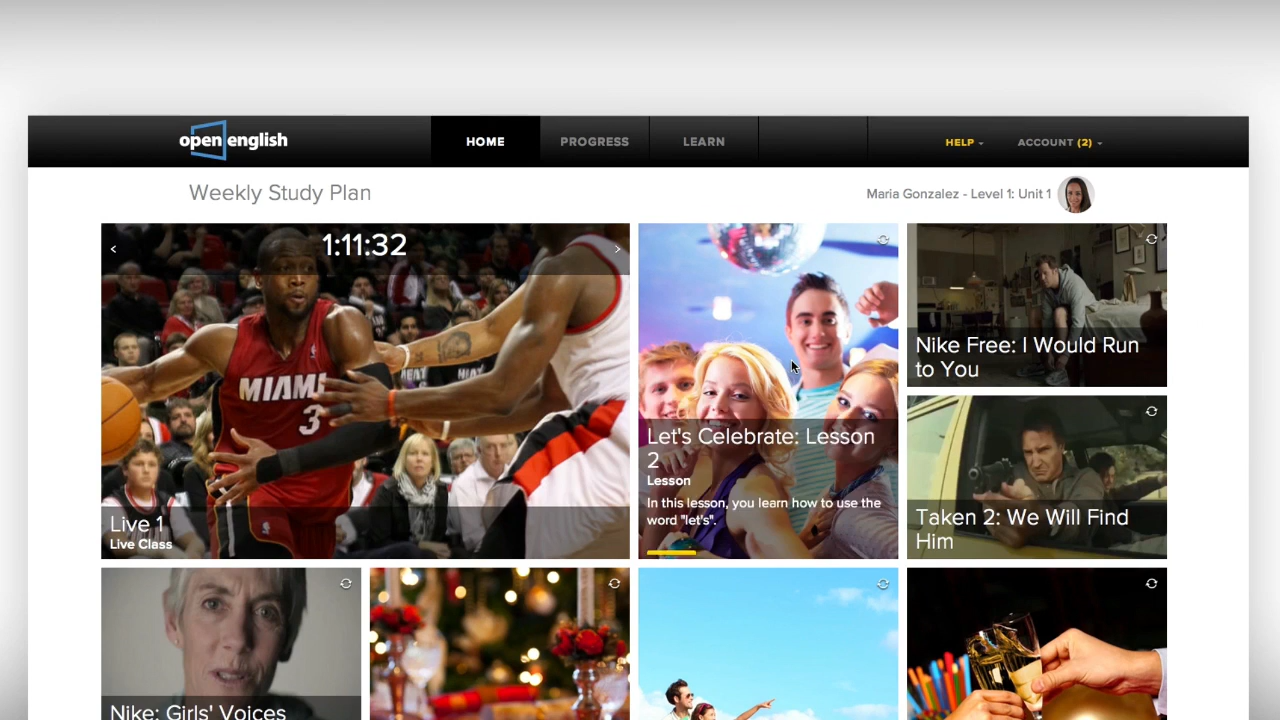 open english
HOME
PROGRESS
LEARN
HELP
ACCOUNT (2)
Weekly Study Plan
Maria Gonzalez - Level 1: Unit 1
1:11:32
MIAMI
3
HEAT
HEAT
Live 1
Live Class
Let's Celebrate: Lesson
2
Lesson
In this lesson, you learn how to use the
word "let's".
Nike Free: I Would Run
to You
Taken 2: We Will Find
Him
Nike: Girls' Voices